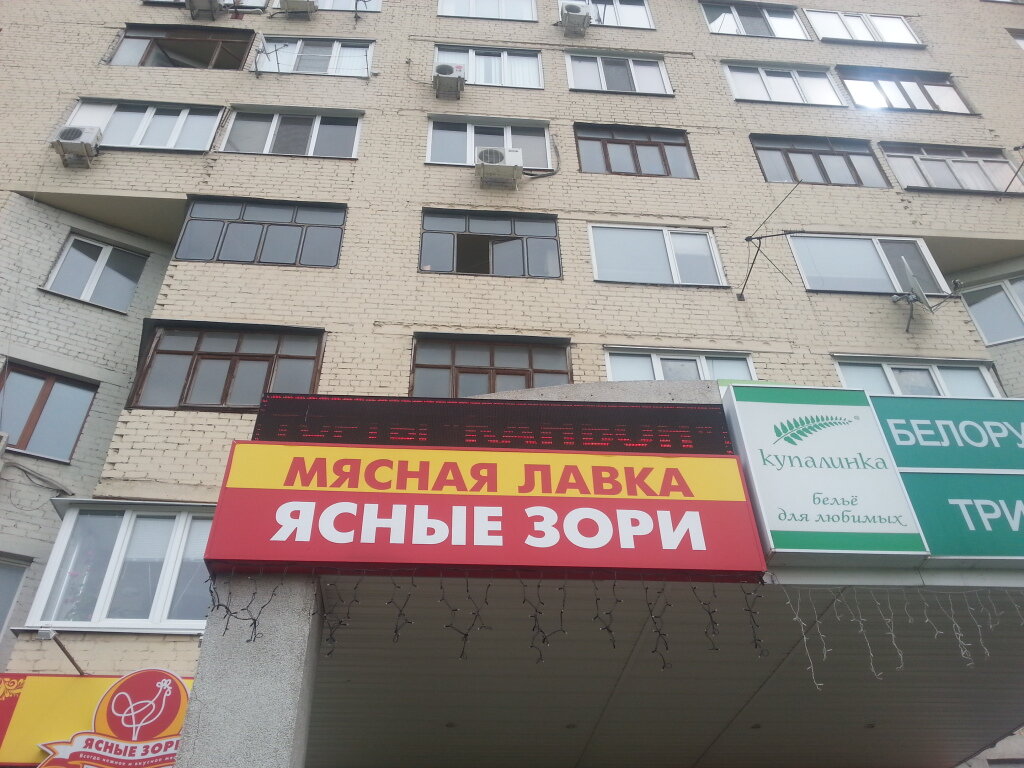 МЯСНАЯ ЛАВКА
ЯСНЫЕ ЗОРИ
купалинка
бельё
для любимых
БЕЛОРУ
ТРИ
ЯСНЫЕ ЗОРИ